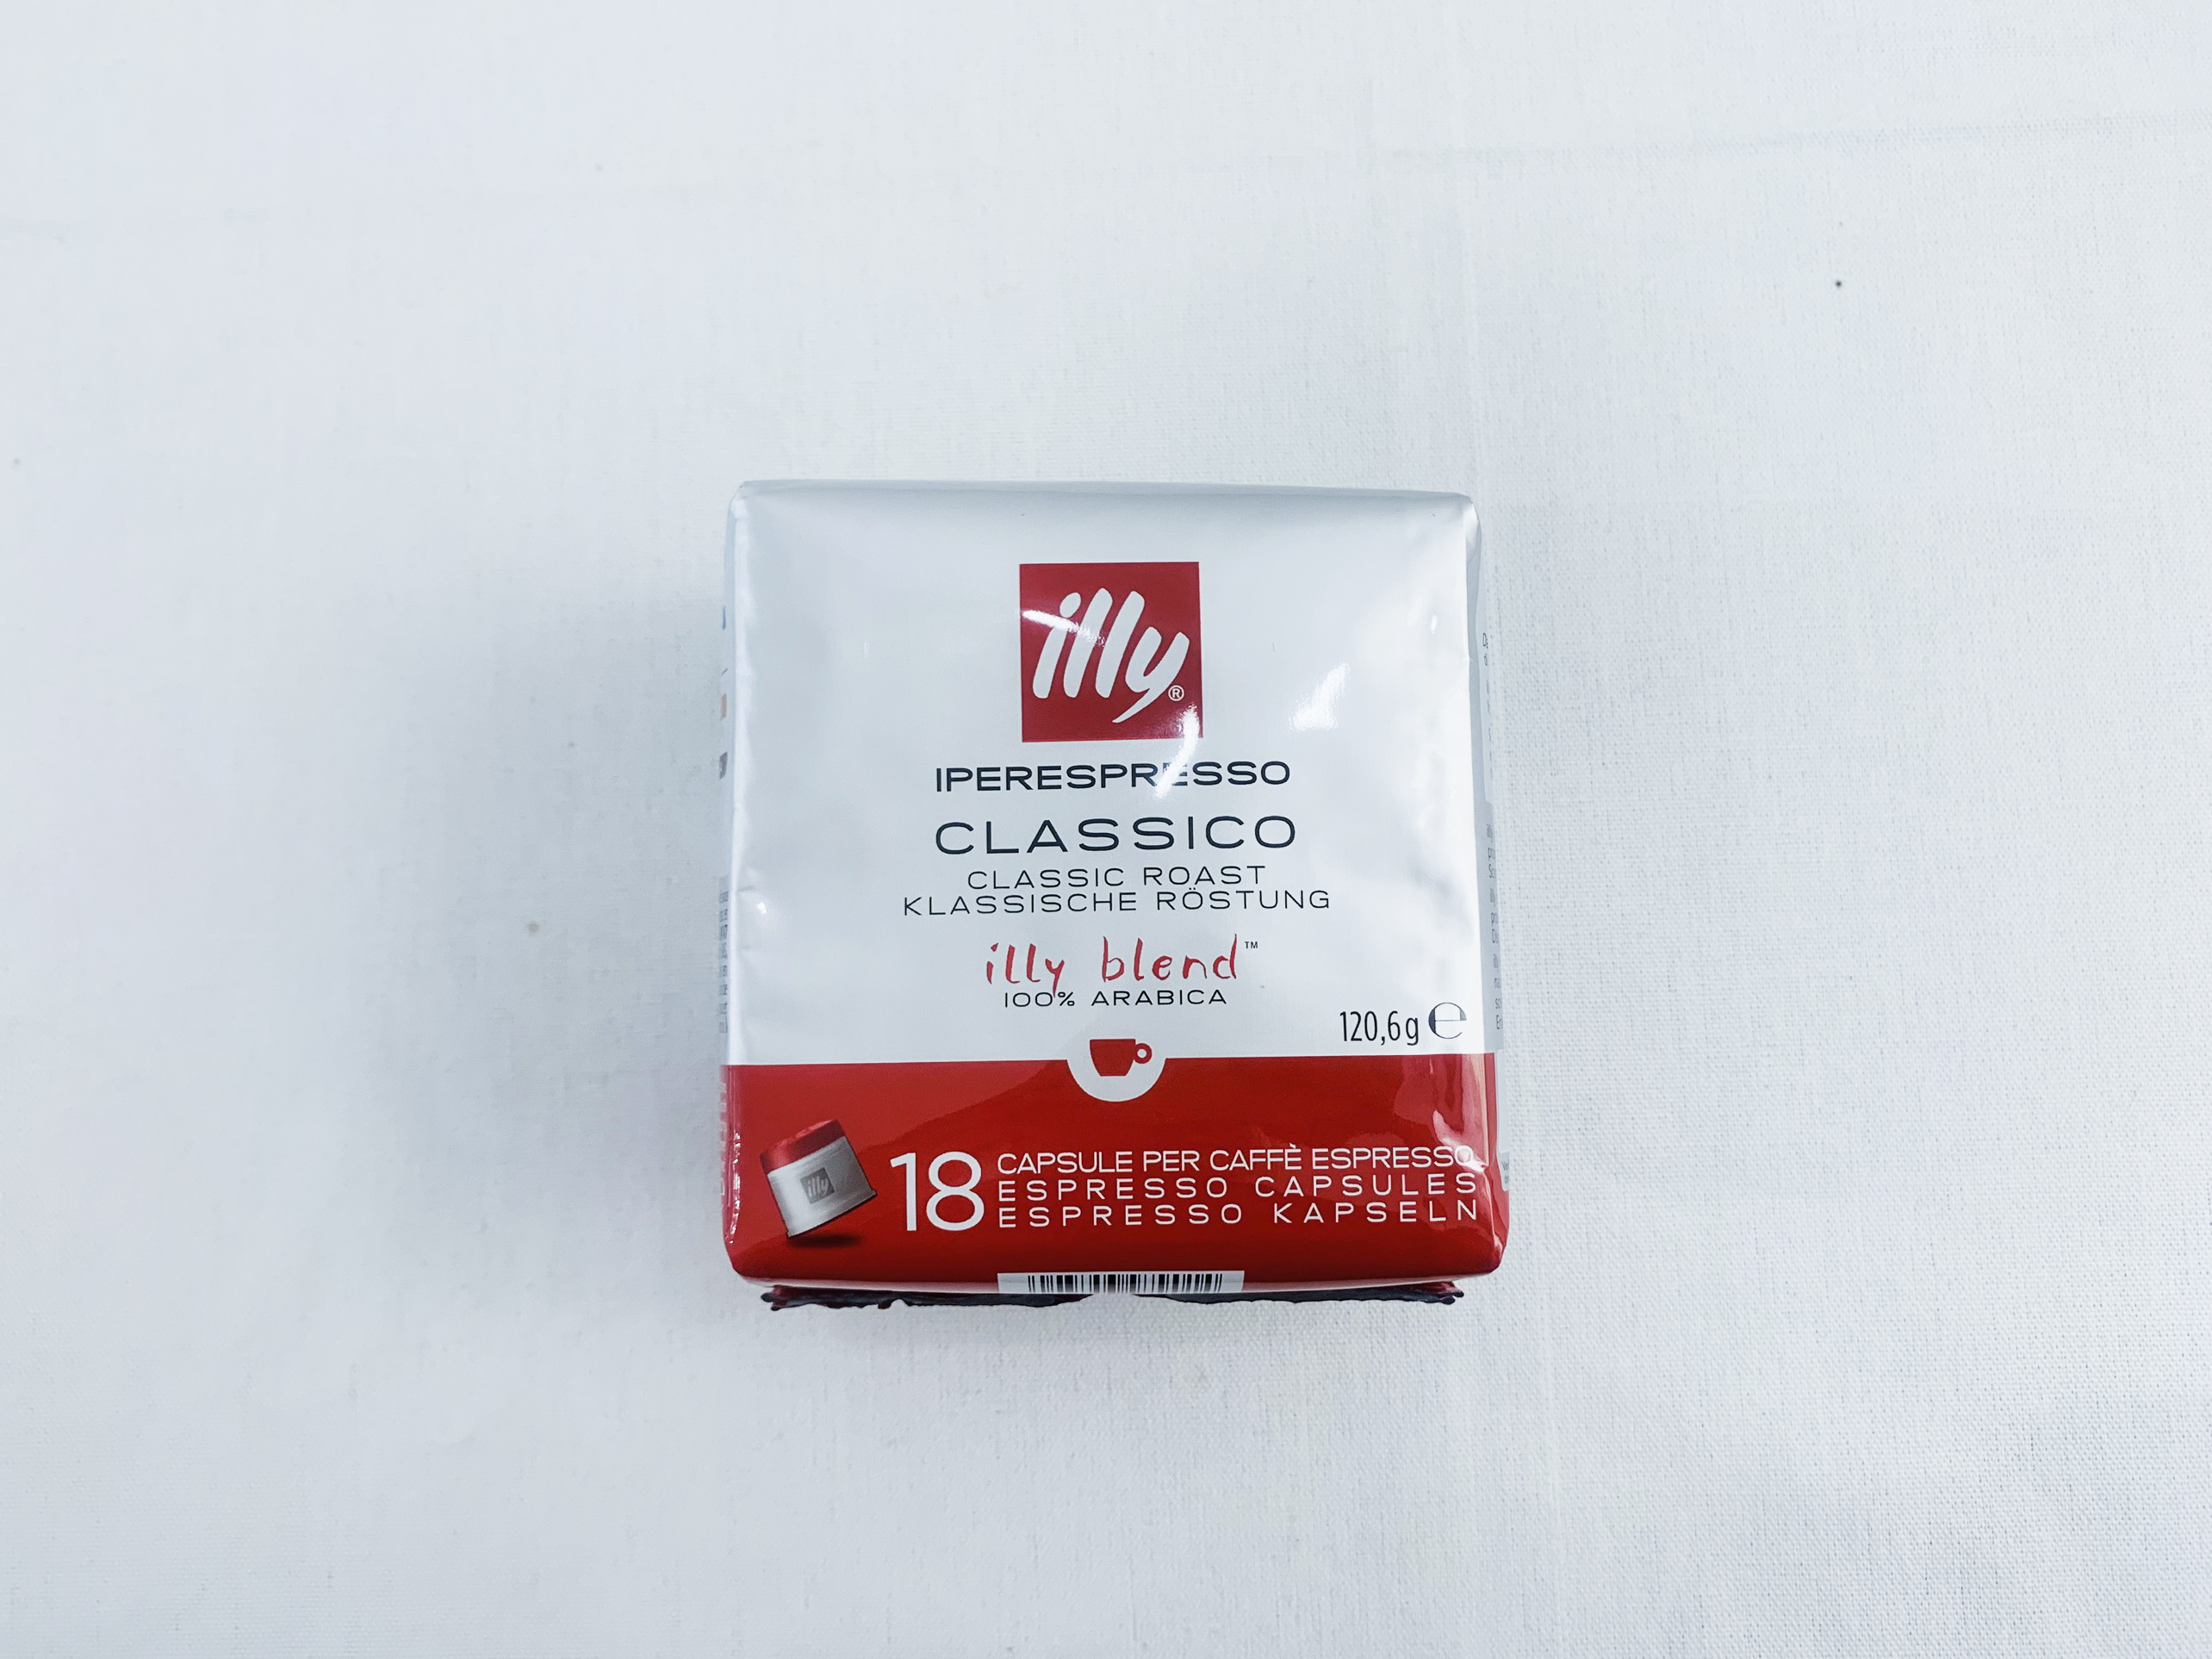 illy®
IPERESPRESSO
CLASSICO
CLASSIC ROAST
KLASSISCHE RÖSTUNG
illy blend™
100% ARABICA
120,6g ℮
illy
18 CAPSULE PER CAFFÈ ESPRESSO
ESPRESSO CAPSULES
ESPRESSO KAPSELN